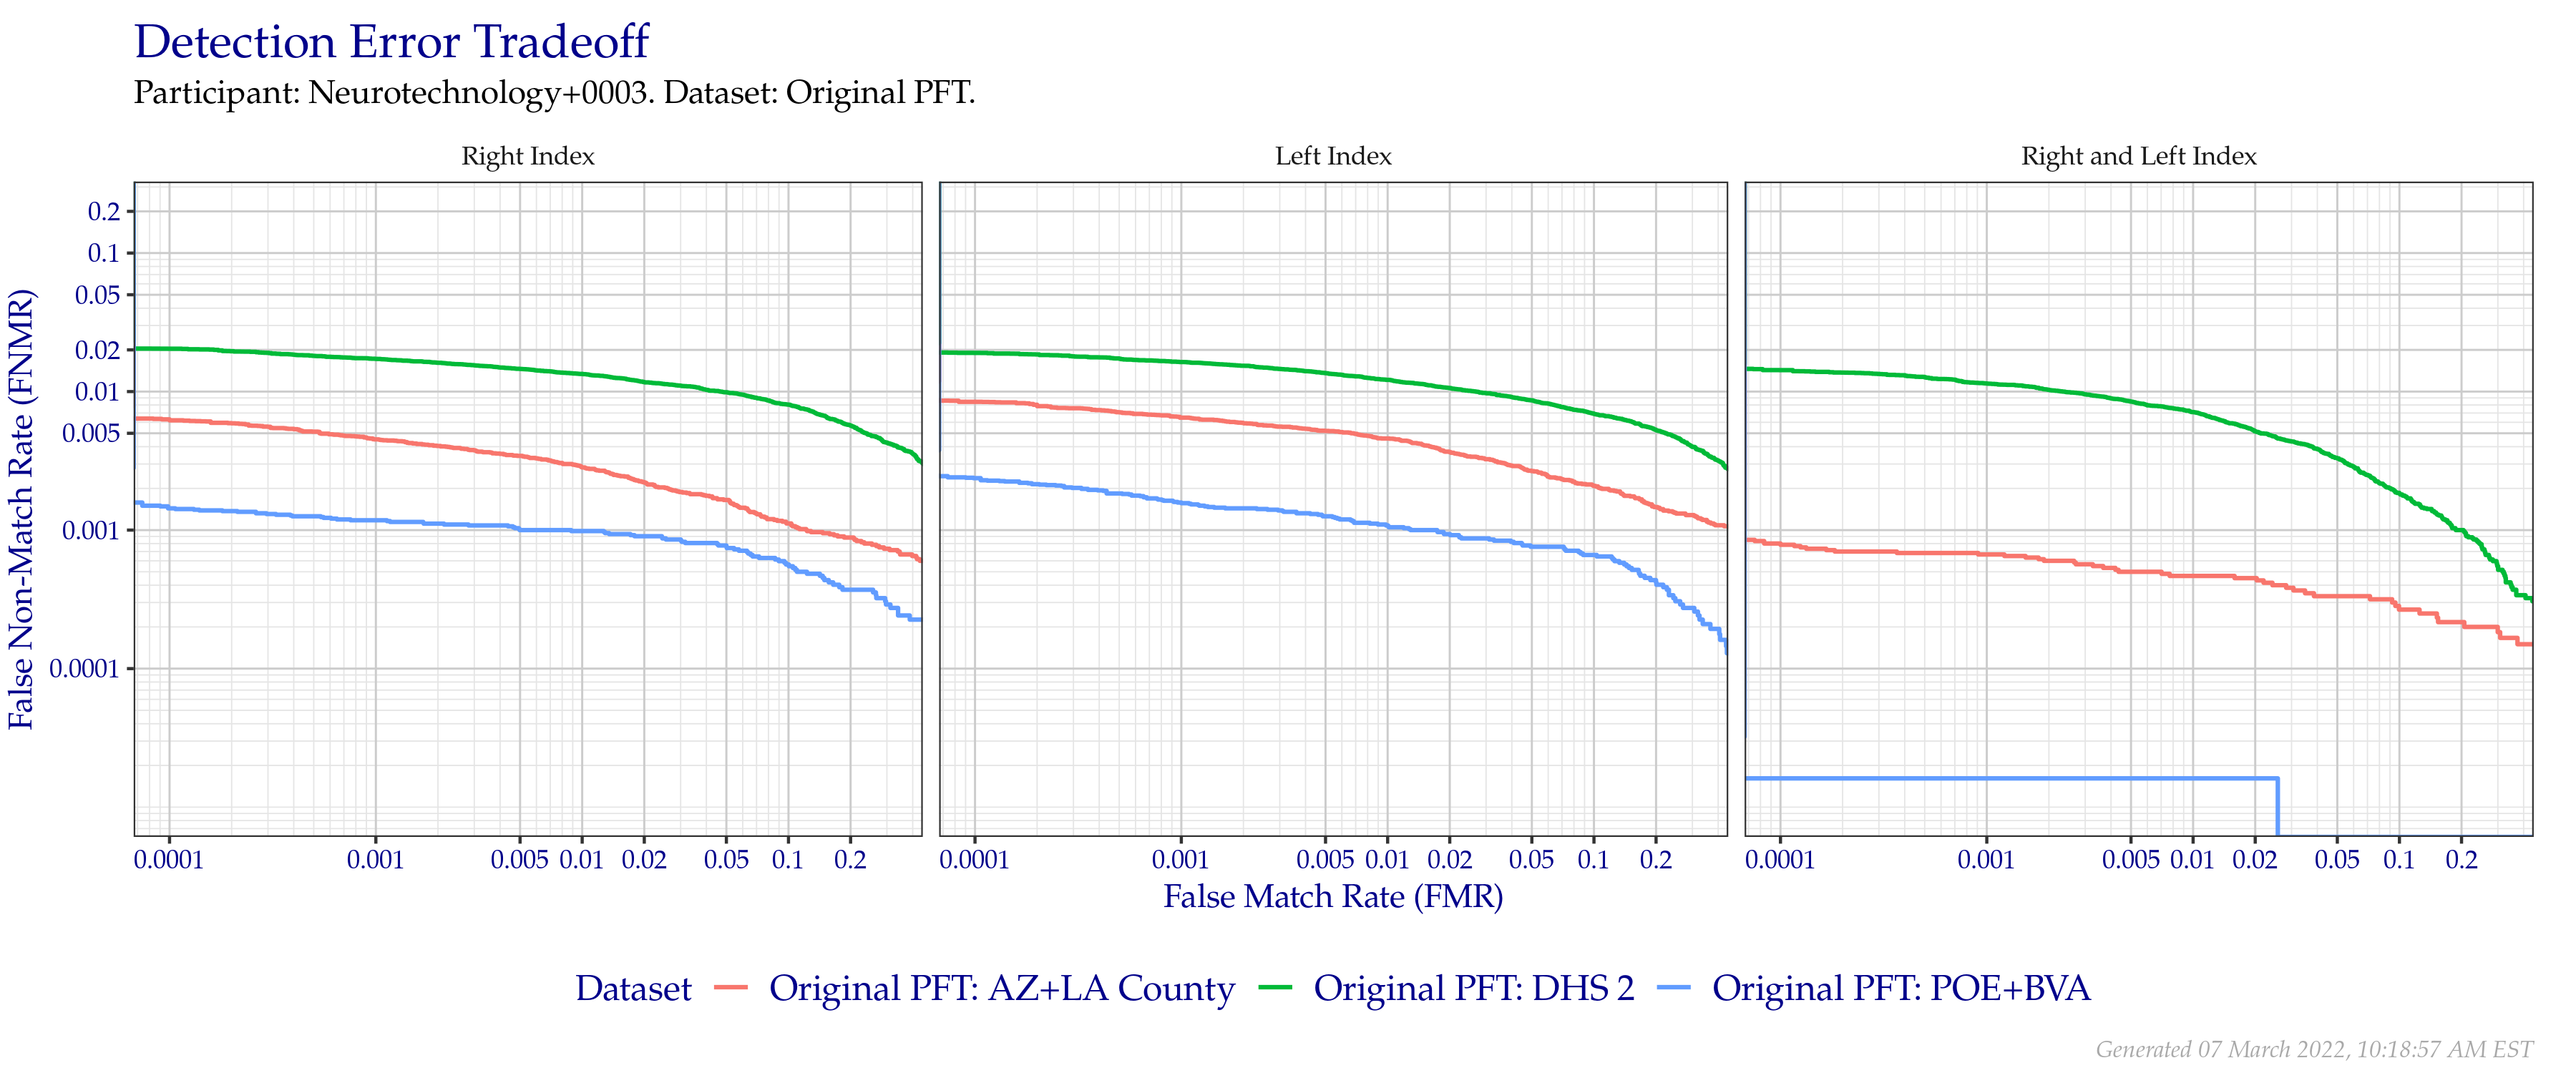 Detection Error Tradeoff
Participant: Neurotechnology+0003. Dataset: Original PFT.
Right Index
Left Index
Right and Left Index
False Non-Match Rate (FNMR)
0.2
0.1
0.05
0.02
0.01
0.005
0.001
0.0001
0.0001 0.001 0.005 0.01 0.02 0.05 0.1 0.2
0.0001 0.001 0.005 0.01 0.02 0.05 0.1 0.2
0.0001 0.001 0.005 0.01 0.02 0.05 0.1 0.2
False Match Rate (FMR)
Dataset Original PFT: AZ+LA County Original PFT: DHS 2 Original PFT: POE+BVA
Generated 07 March 2022, 10:18:57 AM EST